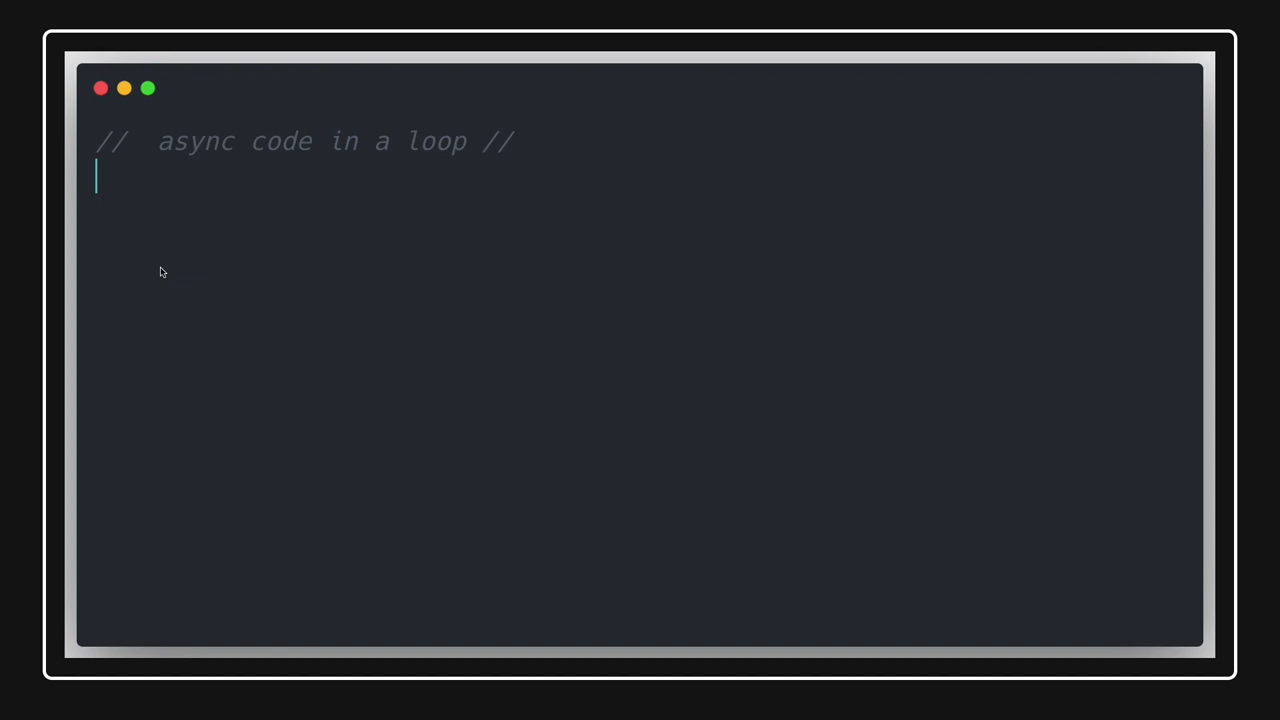 //  async code in a loop //